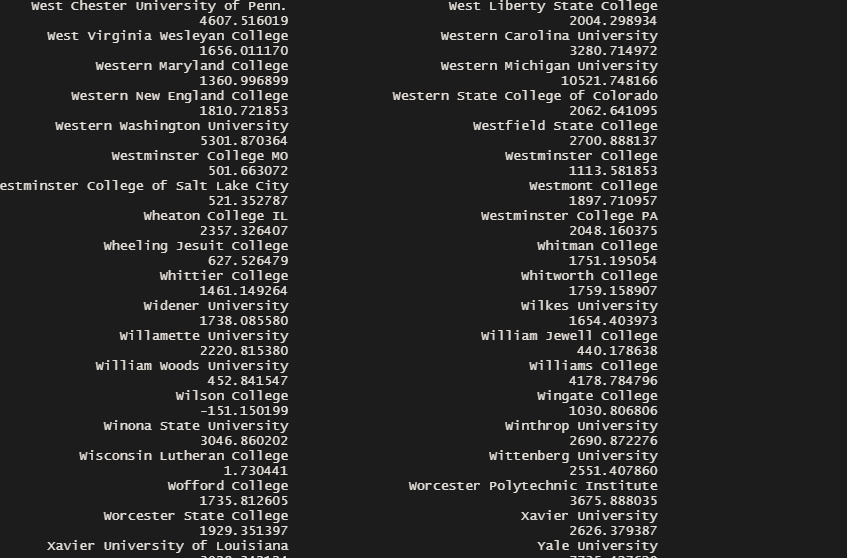 West Chester University of Penn. West Liberty State College
4607.516019 2004.298934
West Virginia Wesleyan College Western Carolina University
1656.011170 3280.714972
Western Maryland College Western Michigan University
1360.996899 10521.748166
Western New England College Western State College of Colorado
1810.721853 2062.641095
Western Washington University Westfield State College
5301.870364 2700.888137
Westminster College MO Westminster College
501.663072 1113.581853
estminster College of Salt Lake City Westmont College
521.352787 1897.710957
Wheaton College IL Westminster College PA
2357.326407 2048.160375
Wheeling Jesuit College Whitman College
627.526479 1751.195054
Whittier College Whitworth College
1461.149264 1759.158907
Widener University Wilkes University
1738.085580 1654.403973
Willamette University William Jewell College
2220.815380 440.178638
William Woods University Williams College
452.841547 4178.784796
Wilson College Wingate College
-151.150199 1030.806806
Winona State University Winthrop University
3046.860202 2690.872276
Wisconsin Lutheran College Wittenberg University
1.730441 2551.407860
Wofford College Worcester Polytechnic Institute
1735.812605 3675.888035
Worcester State College Xavier University
1929.351397 2626.379387
Xavier University of Louisiana Yale University